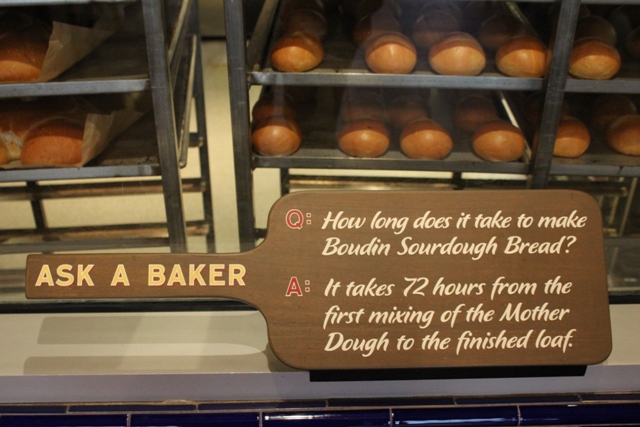 ASK A BAKER
Q: How long does it take to make
Boudin Sourdough Bread?
A: It takes 72 hours from the
first mixing of the Mother
Dough to the finished loaf.